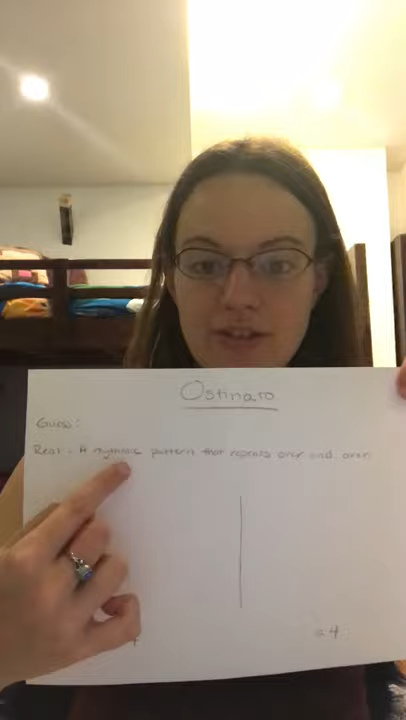 Ostinato
Guess:
Real: A rhythmic pattern that repeats over and over
= 4